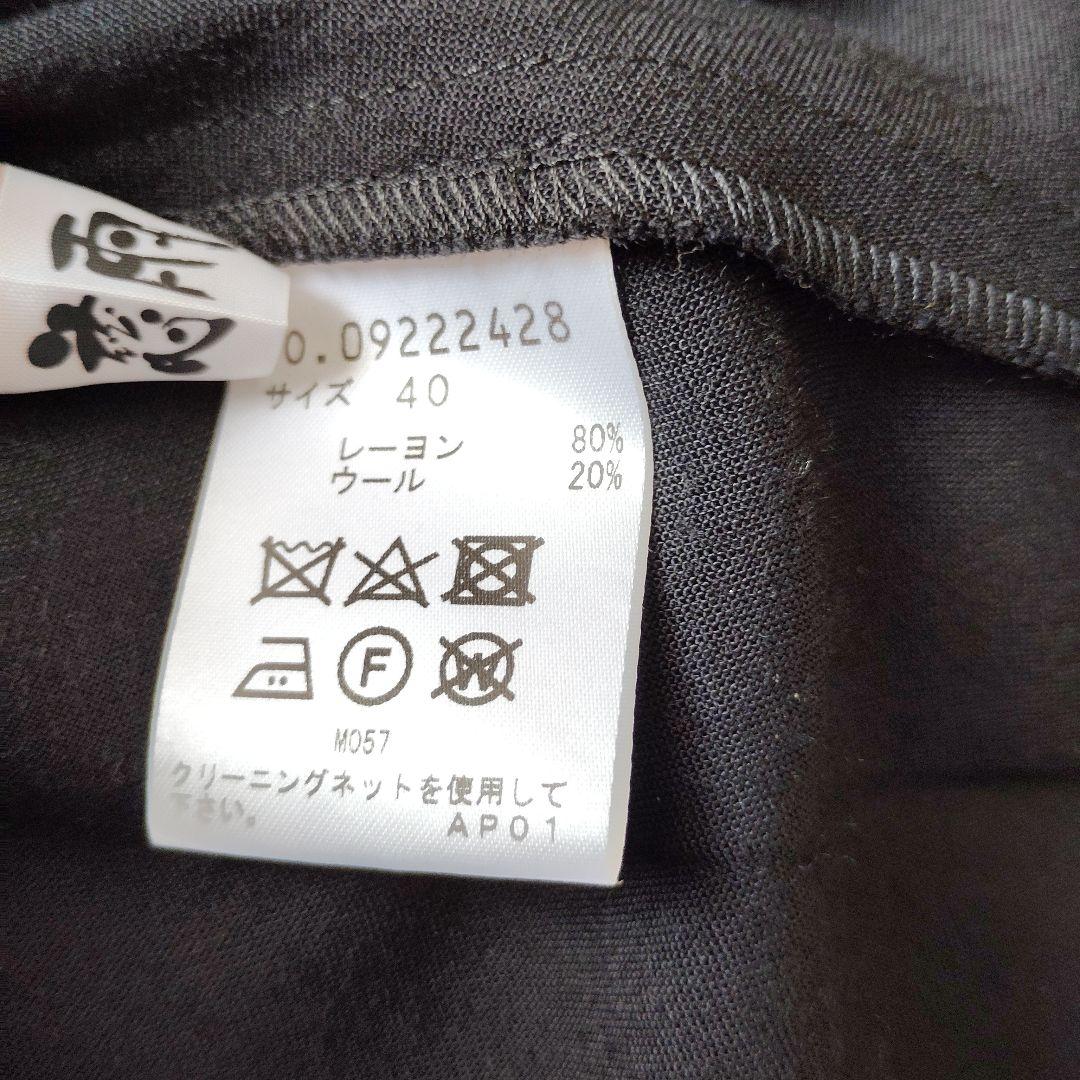 0.09222428
サイズ 40
レーヨン 80%
ウール 20%
F
W
M057
クリーニングネットを使用して
下さい。
AP01